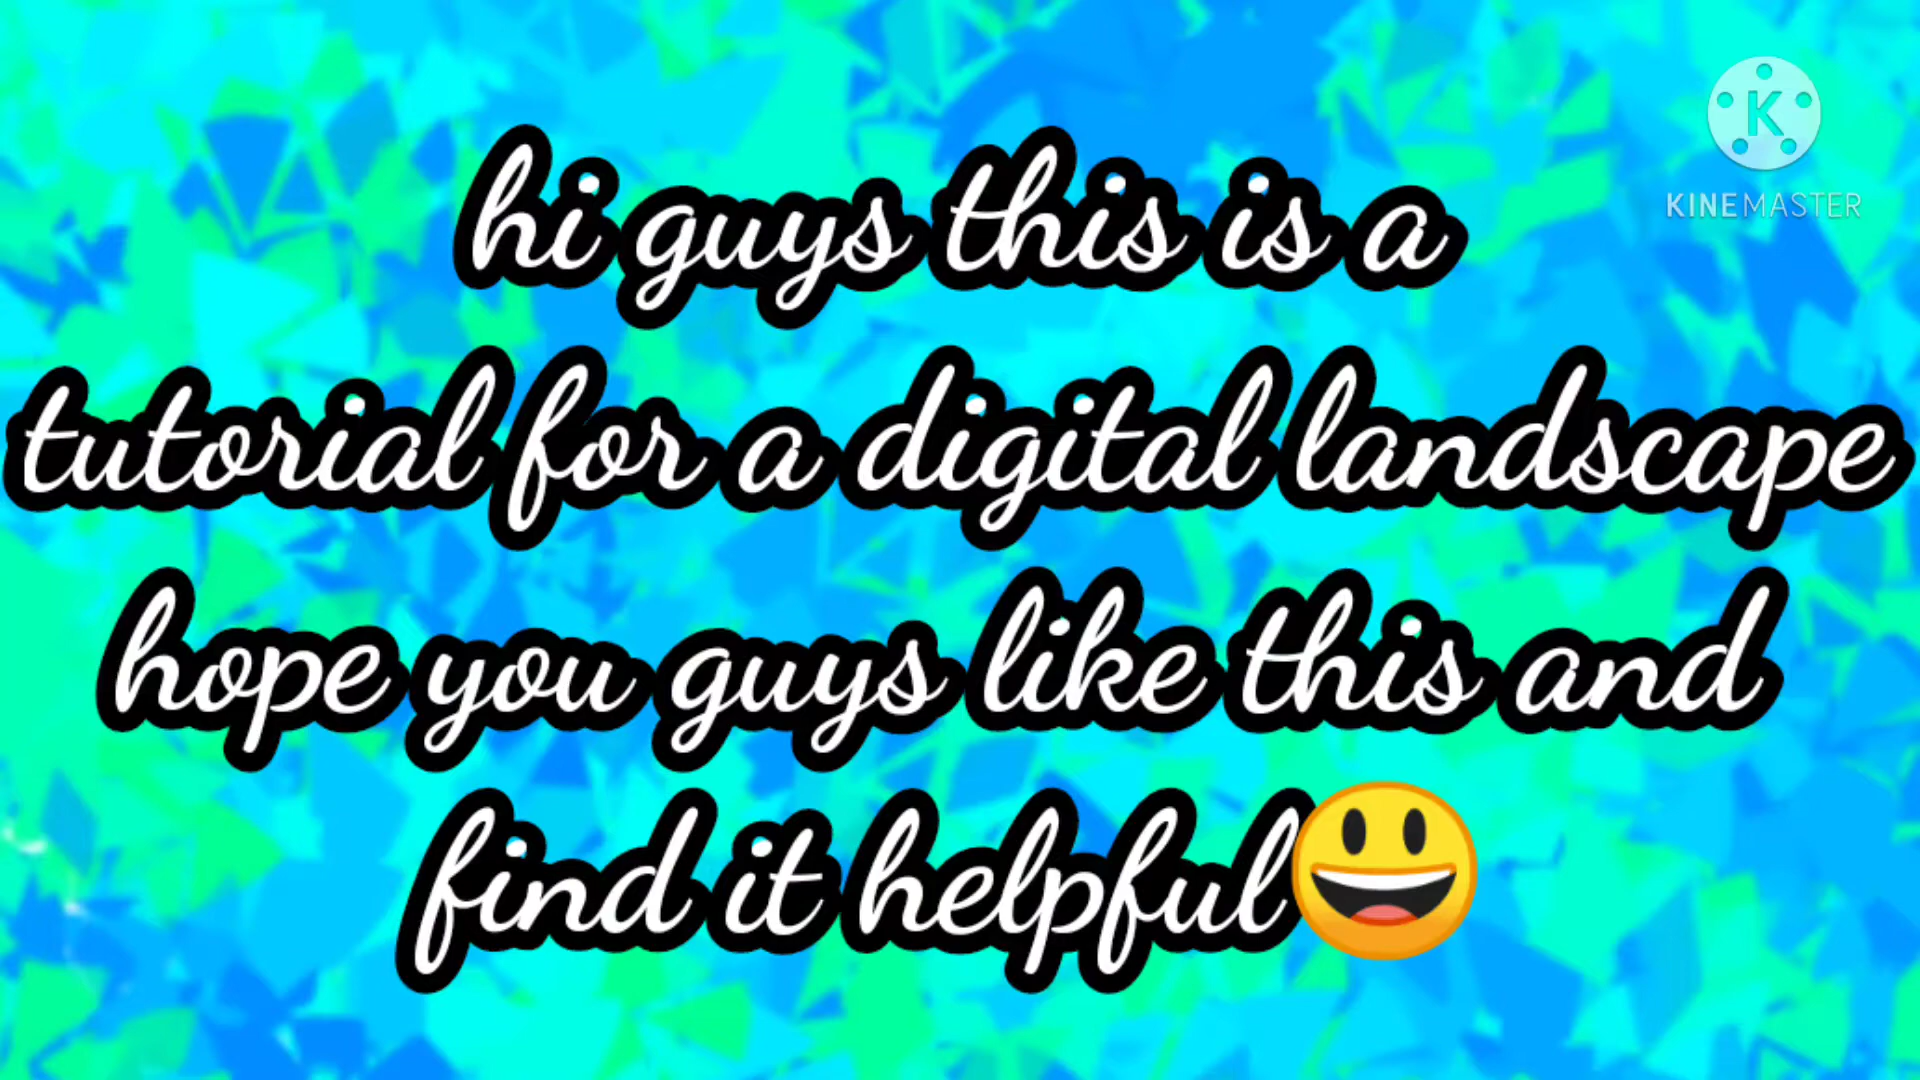 K
KINEMASTER
hi guys this is a
tutorial for a digital landscape
hope you guys like this and
find it helpful😃